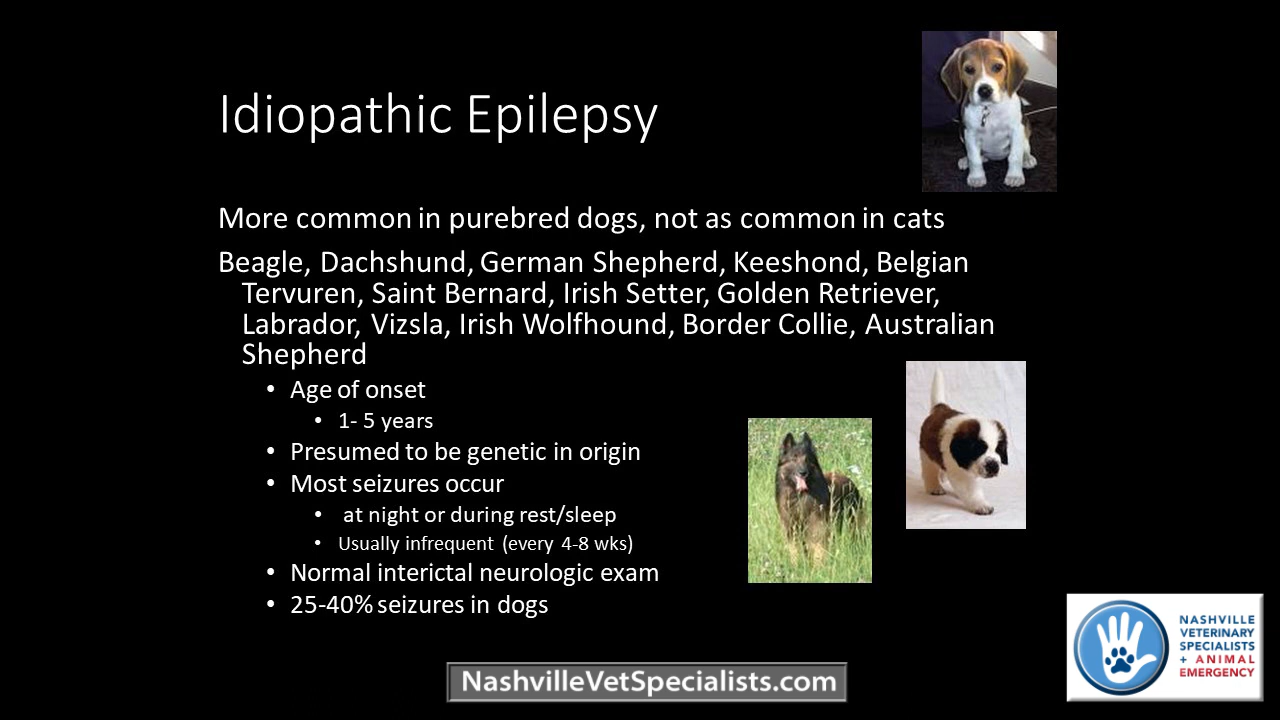 Idiopathic Epilepsy
More common in purebred dogs, not as common in cats
Beagle, Dachshund, German Shepherd, Keeshond, Belgian
Tervuren, Saint Bernard, Irish Setter, Golden Retriever,
Labrador, Vizsla, Irish Wolfhound, Border Collie, Australian
Shepherd
• Age of onset
• 1- 5 years
• Presumed to be genetic in origin
• Most seizures occur
• at night or during rest/sleep
• Usually infrequent (every 4-8 wks)
• Normal interictal neurologic exam
• 25-40% seizures in dogs
NASHVILLE
VETERINARY
SPECIALISTS
+ ANIMAL
EMERGENCY
NashvilleVetSpecialists.com